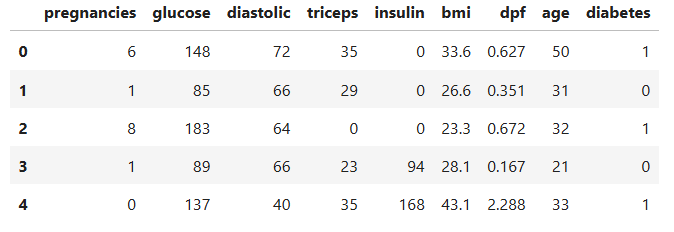 pregnancies glucose diastolic triceps insulin bmi dpf age diabetes
0 6 148 72 35 0 33.6 0.627 50 1
1 1 85 66 29 0 26.6 0.351 31 0
2 8 183 64 0 0 23.3 0.672 32 1
3 1 89 66 23 94 28.1 0.167 21 0
4 0 137 40 35 168 43.1 2.288 33 1